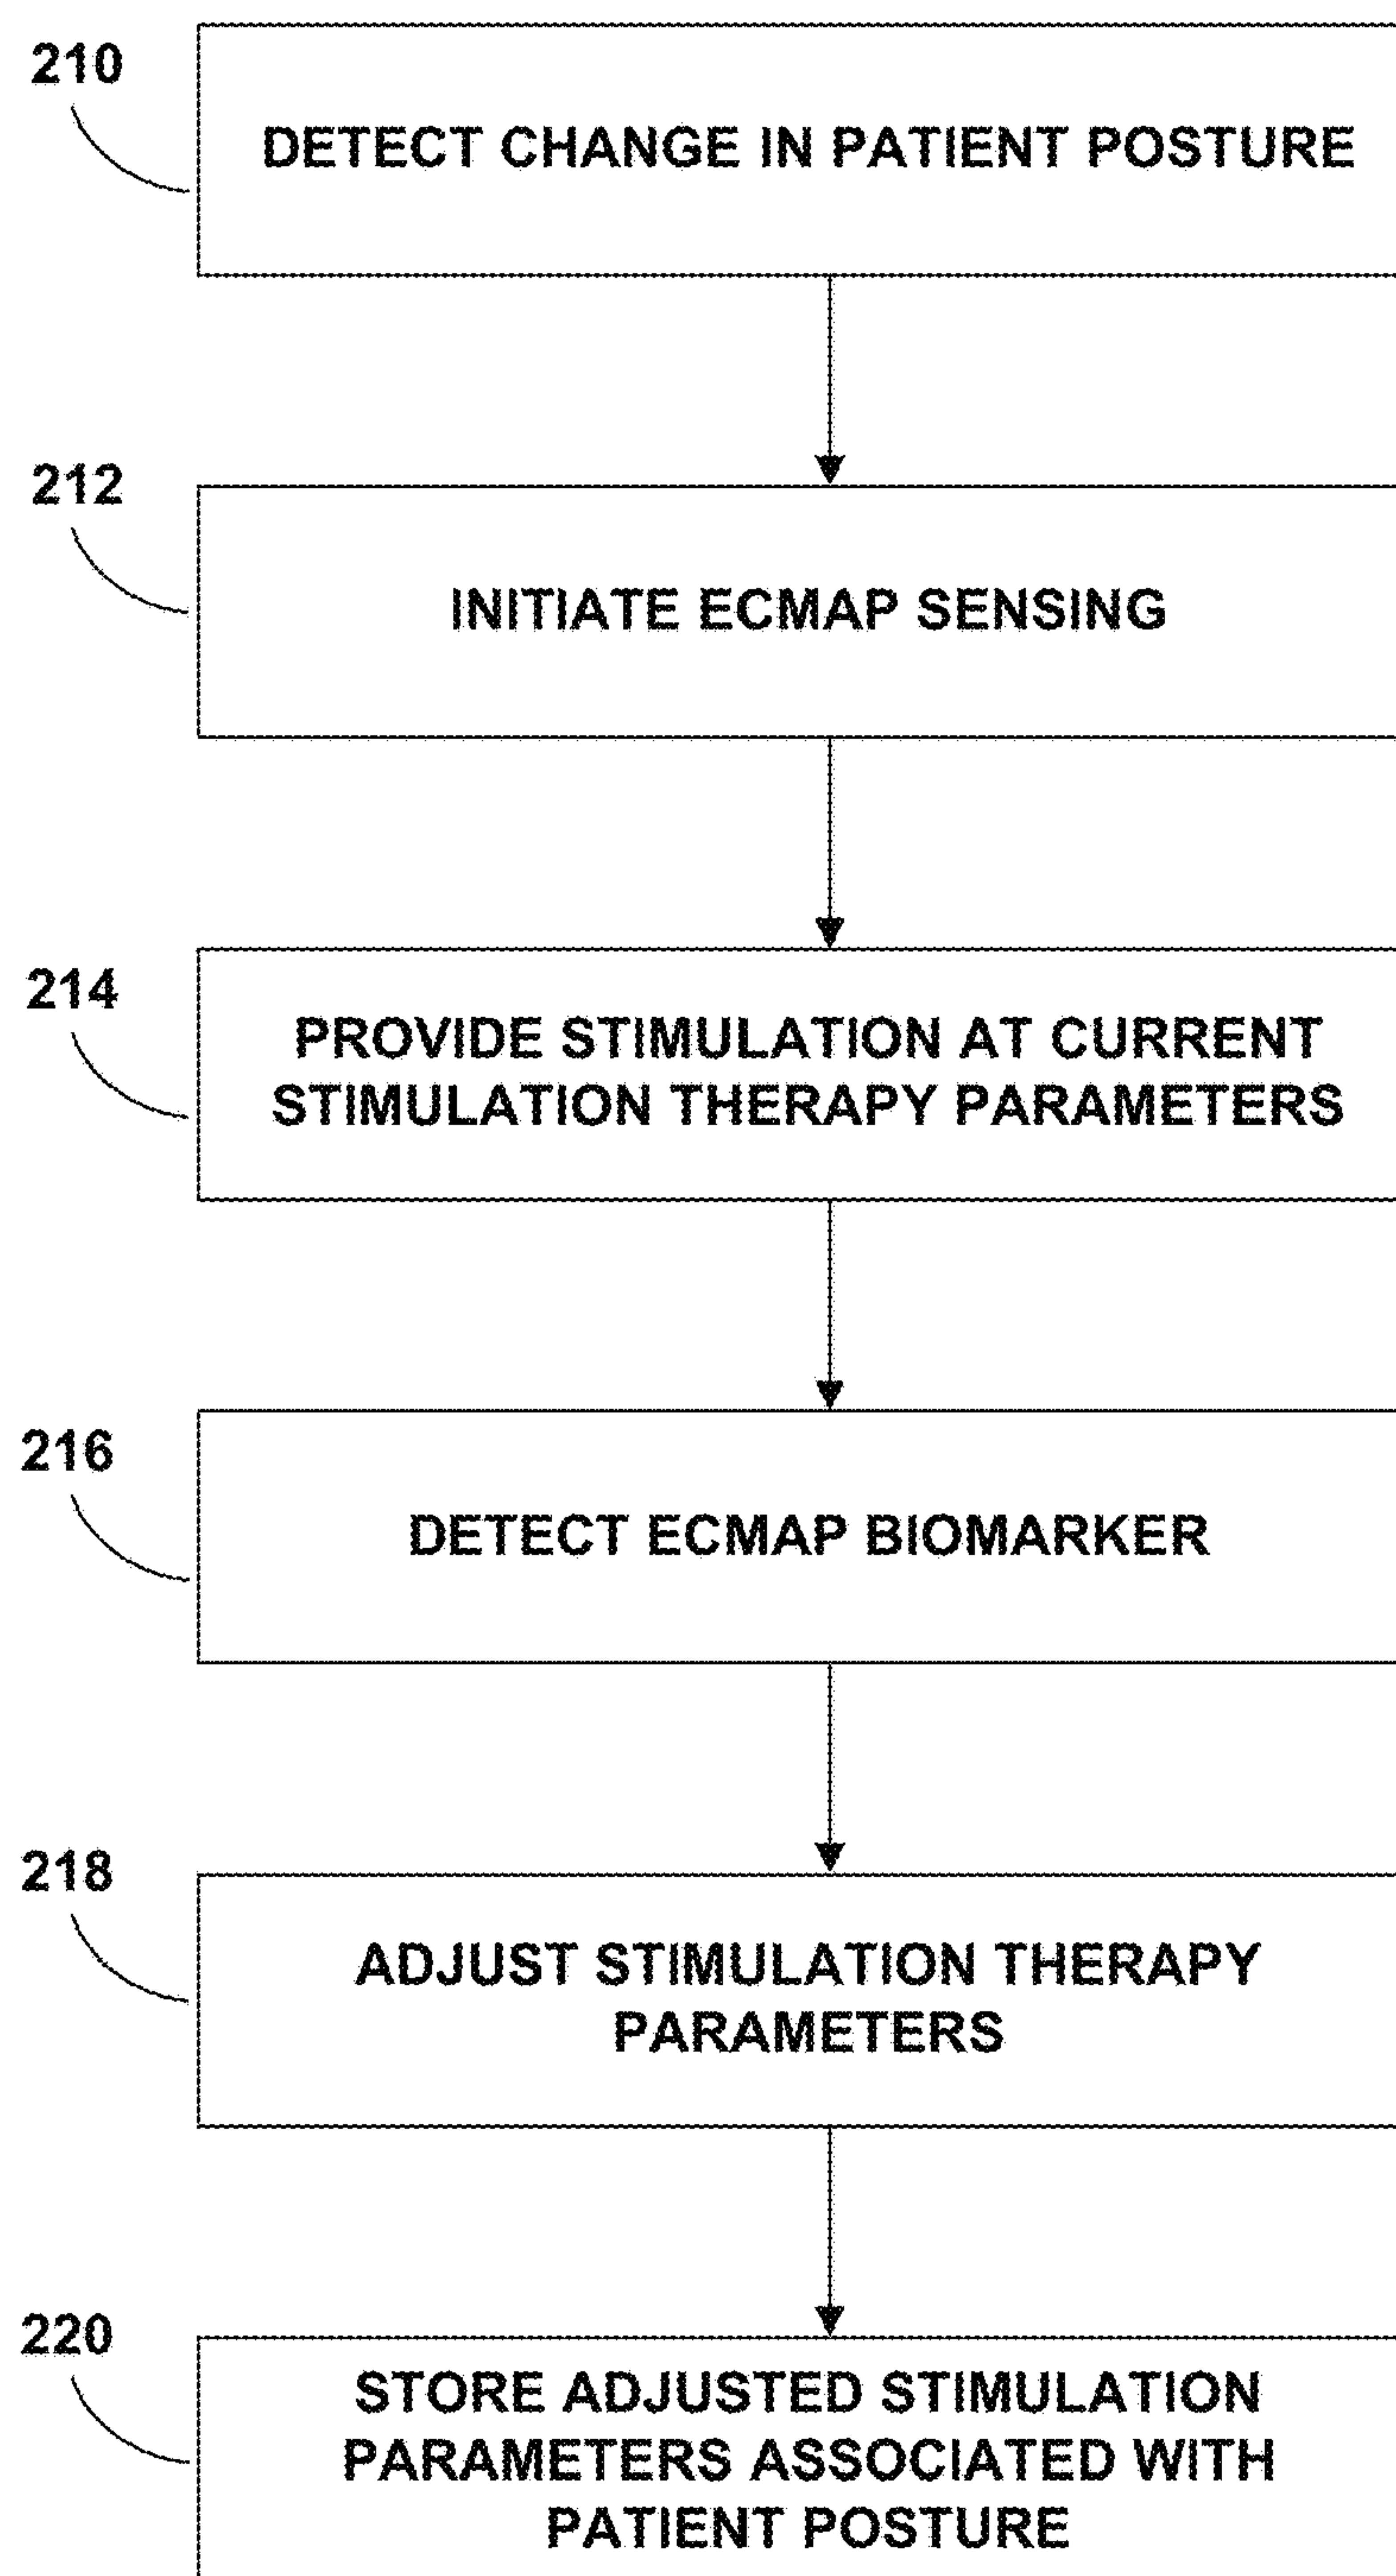 210
DETECT CHANGE IN PATIENT POSTURE
212
INITIATE ECMAP SENSING
214
PROVIDE STIMULATION AT CURRENT
STIMULATION THERAPY PARAMETERS
216
DETECT ECMAP BIOMARKER
218
ADJUST STIMULATION THERAPY
PARAMETERS
220
STORE ADJUSTED STIMULATION
PARAMETERS ASSOCIATED WITH
PATIENT POSTURE